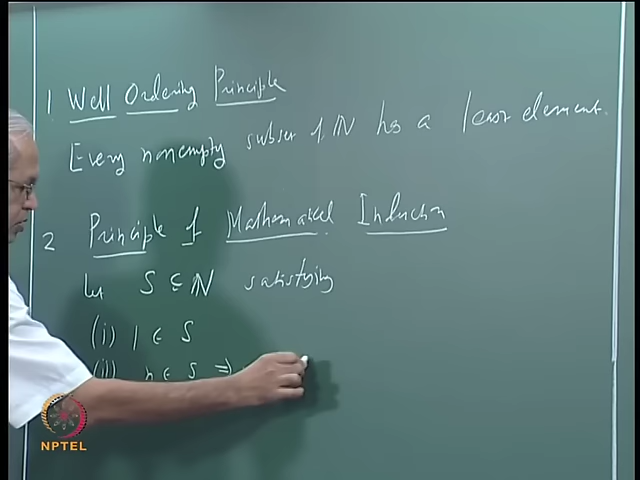 1 Well Ordering Principle
Every nonempty subset of ℕ has a least element.
2 Principle of Mathematical Induction
Let S ⊆ ℕ satisfying
(i) 1 ∈ S
(ii) n ∈ S ⇒
NPTEL